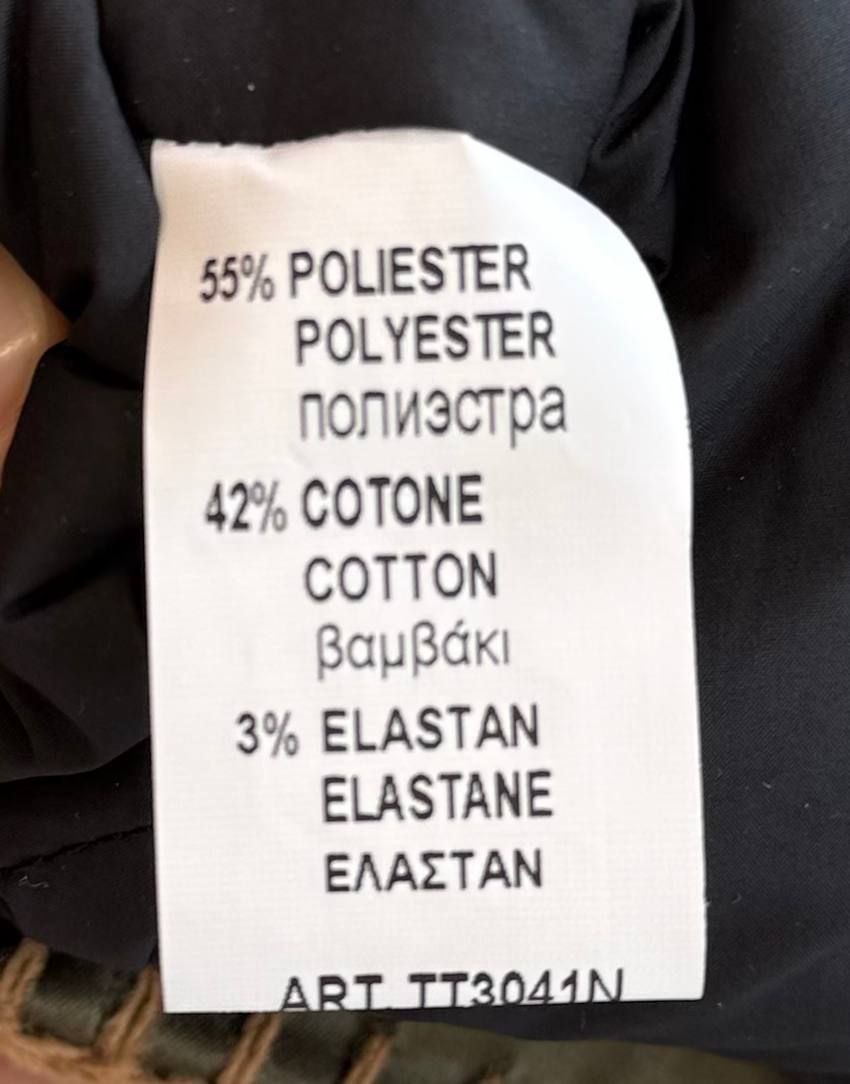 55% POLIESTER
POLYESTER
полиэстра
42% COTONE
COTTON
βαμβάκι
3% ELASTAN
ELASTANE
ΕΛΑΣΤΑΝ
ART. TT3041N